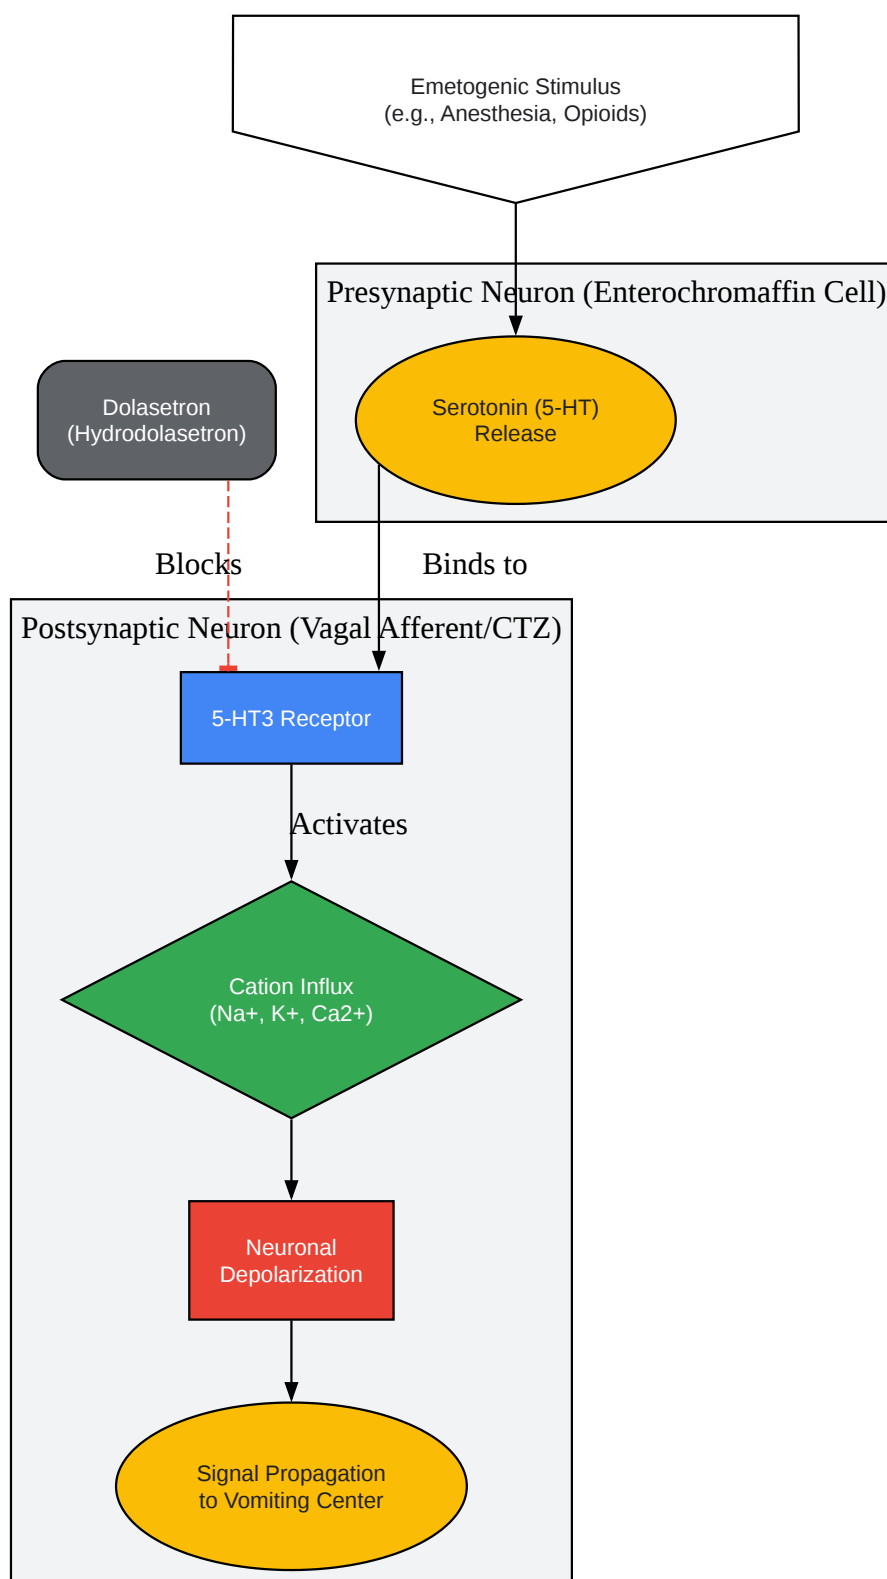 Emetogenic Stimulus
(e.g., Anesthesia, Opioids)
Presynaptic Neuron (Enterochromaffin Cell)
Dolasetron
(Hydrodolasetron)
Serotonin (5-HT)
Release
Blocks
Binds to
Postsynaptic Neuron (Vagal Afferent/CTZ)
5-HT3 Receptor
Activates
Cation Influx
(Na+, K+, Ca2+)
Neuronal
Depolarization
Signal Propagation
to Vomiting Center